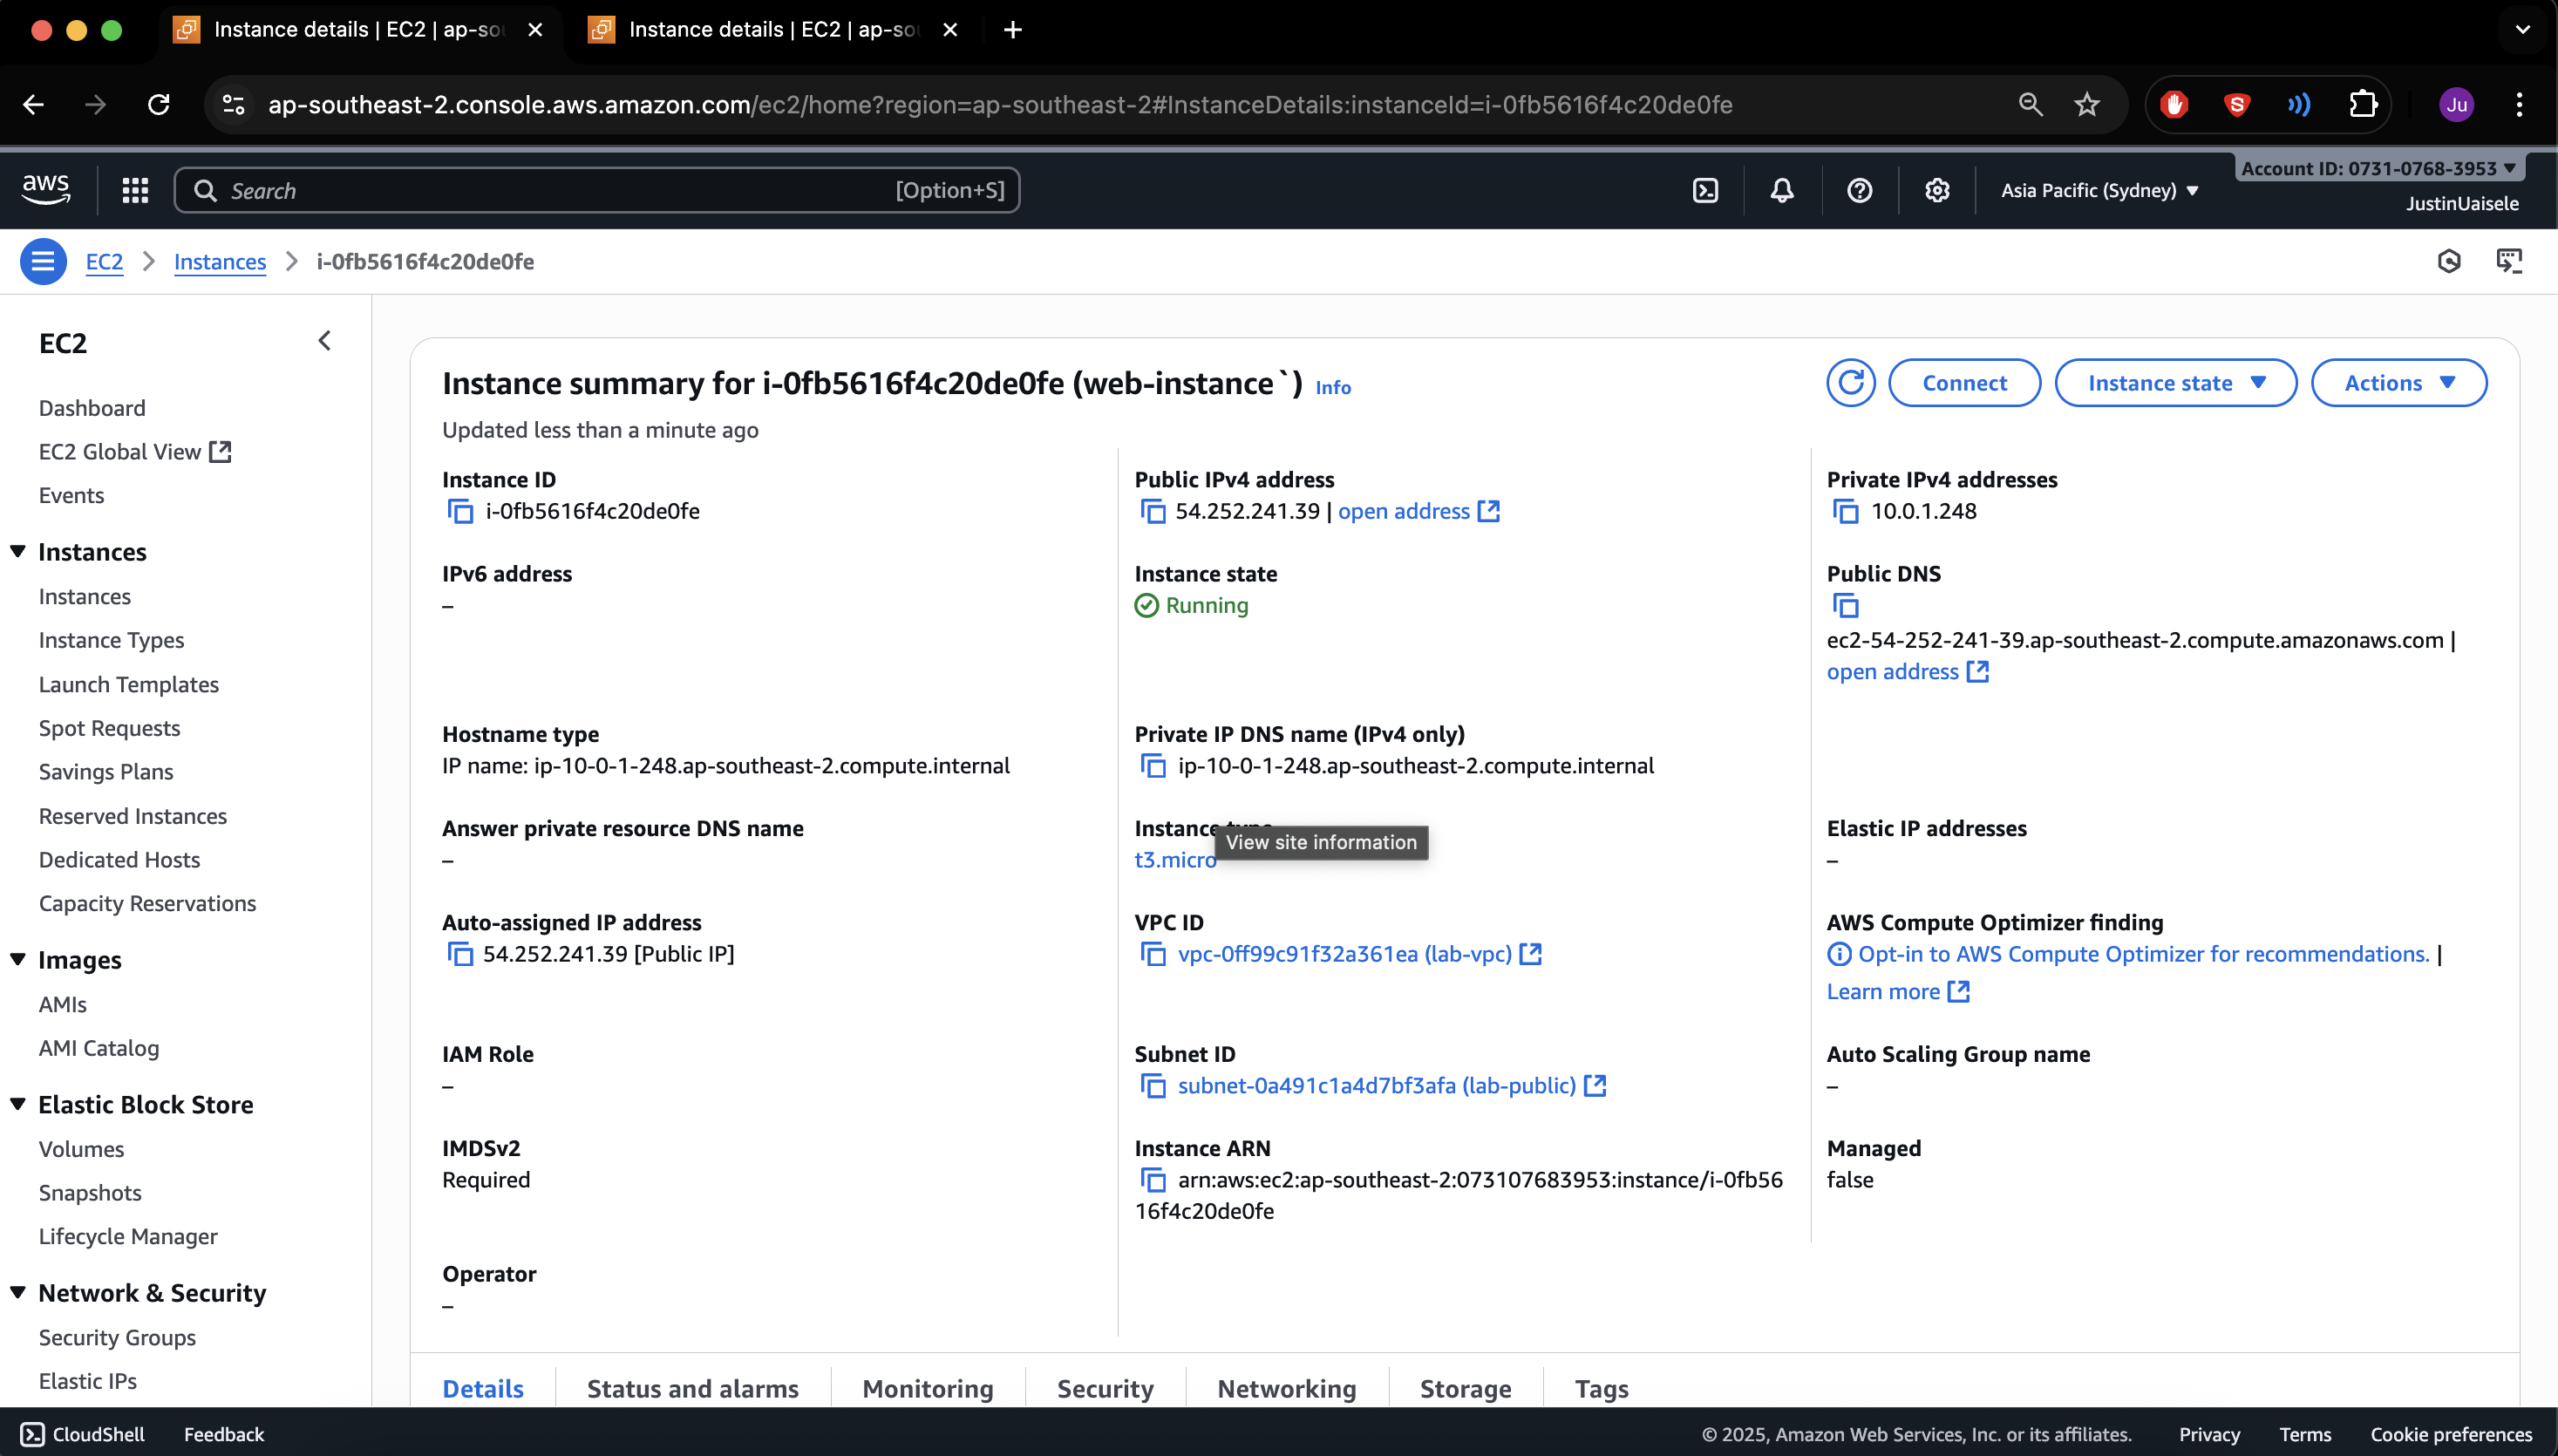 Instance details | EC2 | ap-so
Instance details | EC2 | ap-so
ap-southeast-2.console.aws.amazon.com/ec2/home?region=ap-southeast-2#InstanceDetails:instanceId=i-0fb5616f4c20de0fe
S
Ju
aws
Search
[Option+S]
Asia Pacific (Sydney)
Account ID: 0731-0768-3953
JustinUaisele
EC2
Instances
i-0fb5616f4c20de0fe
EC2
Dashboard
EC2 Global View
Events
Instances
Instances
Instance Types
Launch Templates
Spot Requests
Savings Plans
Reserved Instances
Dedicated Hosts
Capacity Reservations
Images
AMIs
AMI Catalog
Elastic Block Store
Volumes
Snapshots
Lifecycle Manager
Network & Security
Security Groups
Elastic IPs
Instance summary for i-0fb5616f4c20de0fe (web-instance`) Info
Updated less than a minute ago
Connect
Instance state
Actions
Instance ID
i-0fb5616f4c20de0fe
Public IPv4 address
54.252.241.39 | open address
Private IPv4 addresses
10.0.1.248
IPv6 address
–
Instance state
Running
Public DNS
ec2-54-252-241-39.ap-southeast-2.compute.amazonaws.com |
open address
Hostname type
IP name: ip-10-0-1-248.ap-southeast-2.compute.internal
Private IP DNS name (IPv4 only)
ip-10-0-1-248.ap-southeast-2.compute.internal
Answer private resource DNS name
–
Instance
View site information
t3.micro
Elastic IP addresses
–
Auto-assigned IP address
54.252.241.39 [Public IP]
VPC ID
vpc-0ff99c91f32a361ea (lab-vpc)
AWS Compute Optimizer finding
Opt-in to AWS Compute Optimizer for recommendations. |
Learn more
IAM Role
–
Subnet ID
subnet-0a491c1a4d7bf3afa (lab-public)
Auto Scaling Group name
–
IMDSv2
Required
Instance ARN
arn:aws:ec2:ap-southeast-2:073107683953:instance/i-0fb56
16f4c20de0fe
Managed
false
Operator
–
Details
Status and alarms
Monitoring
Security
Networking
Storage
Tags
CloudShell
Feedback
© 2025, Amazon Web Services, Inc. or its affiliates.
Privacy
Terms
Cookie preferences